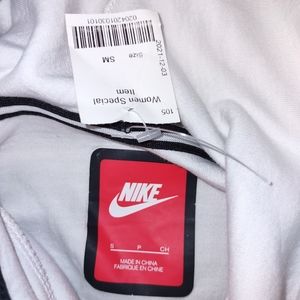 0204201030101
2021-12-03
Size SM
105
Women Special
Item
NIKE
S P CH
MADE IN CHINA
FABRIQUÉ EN CHINE